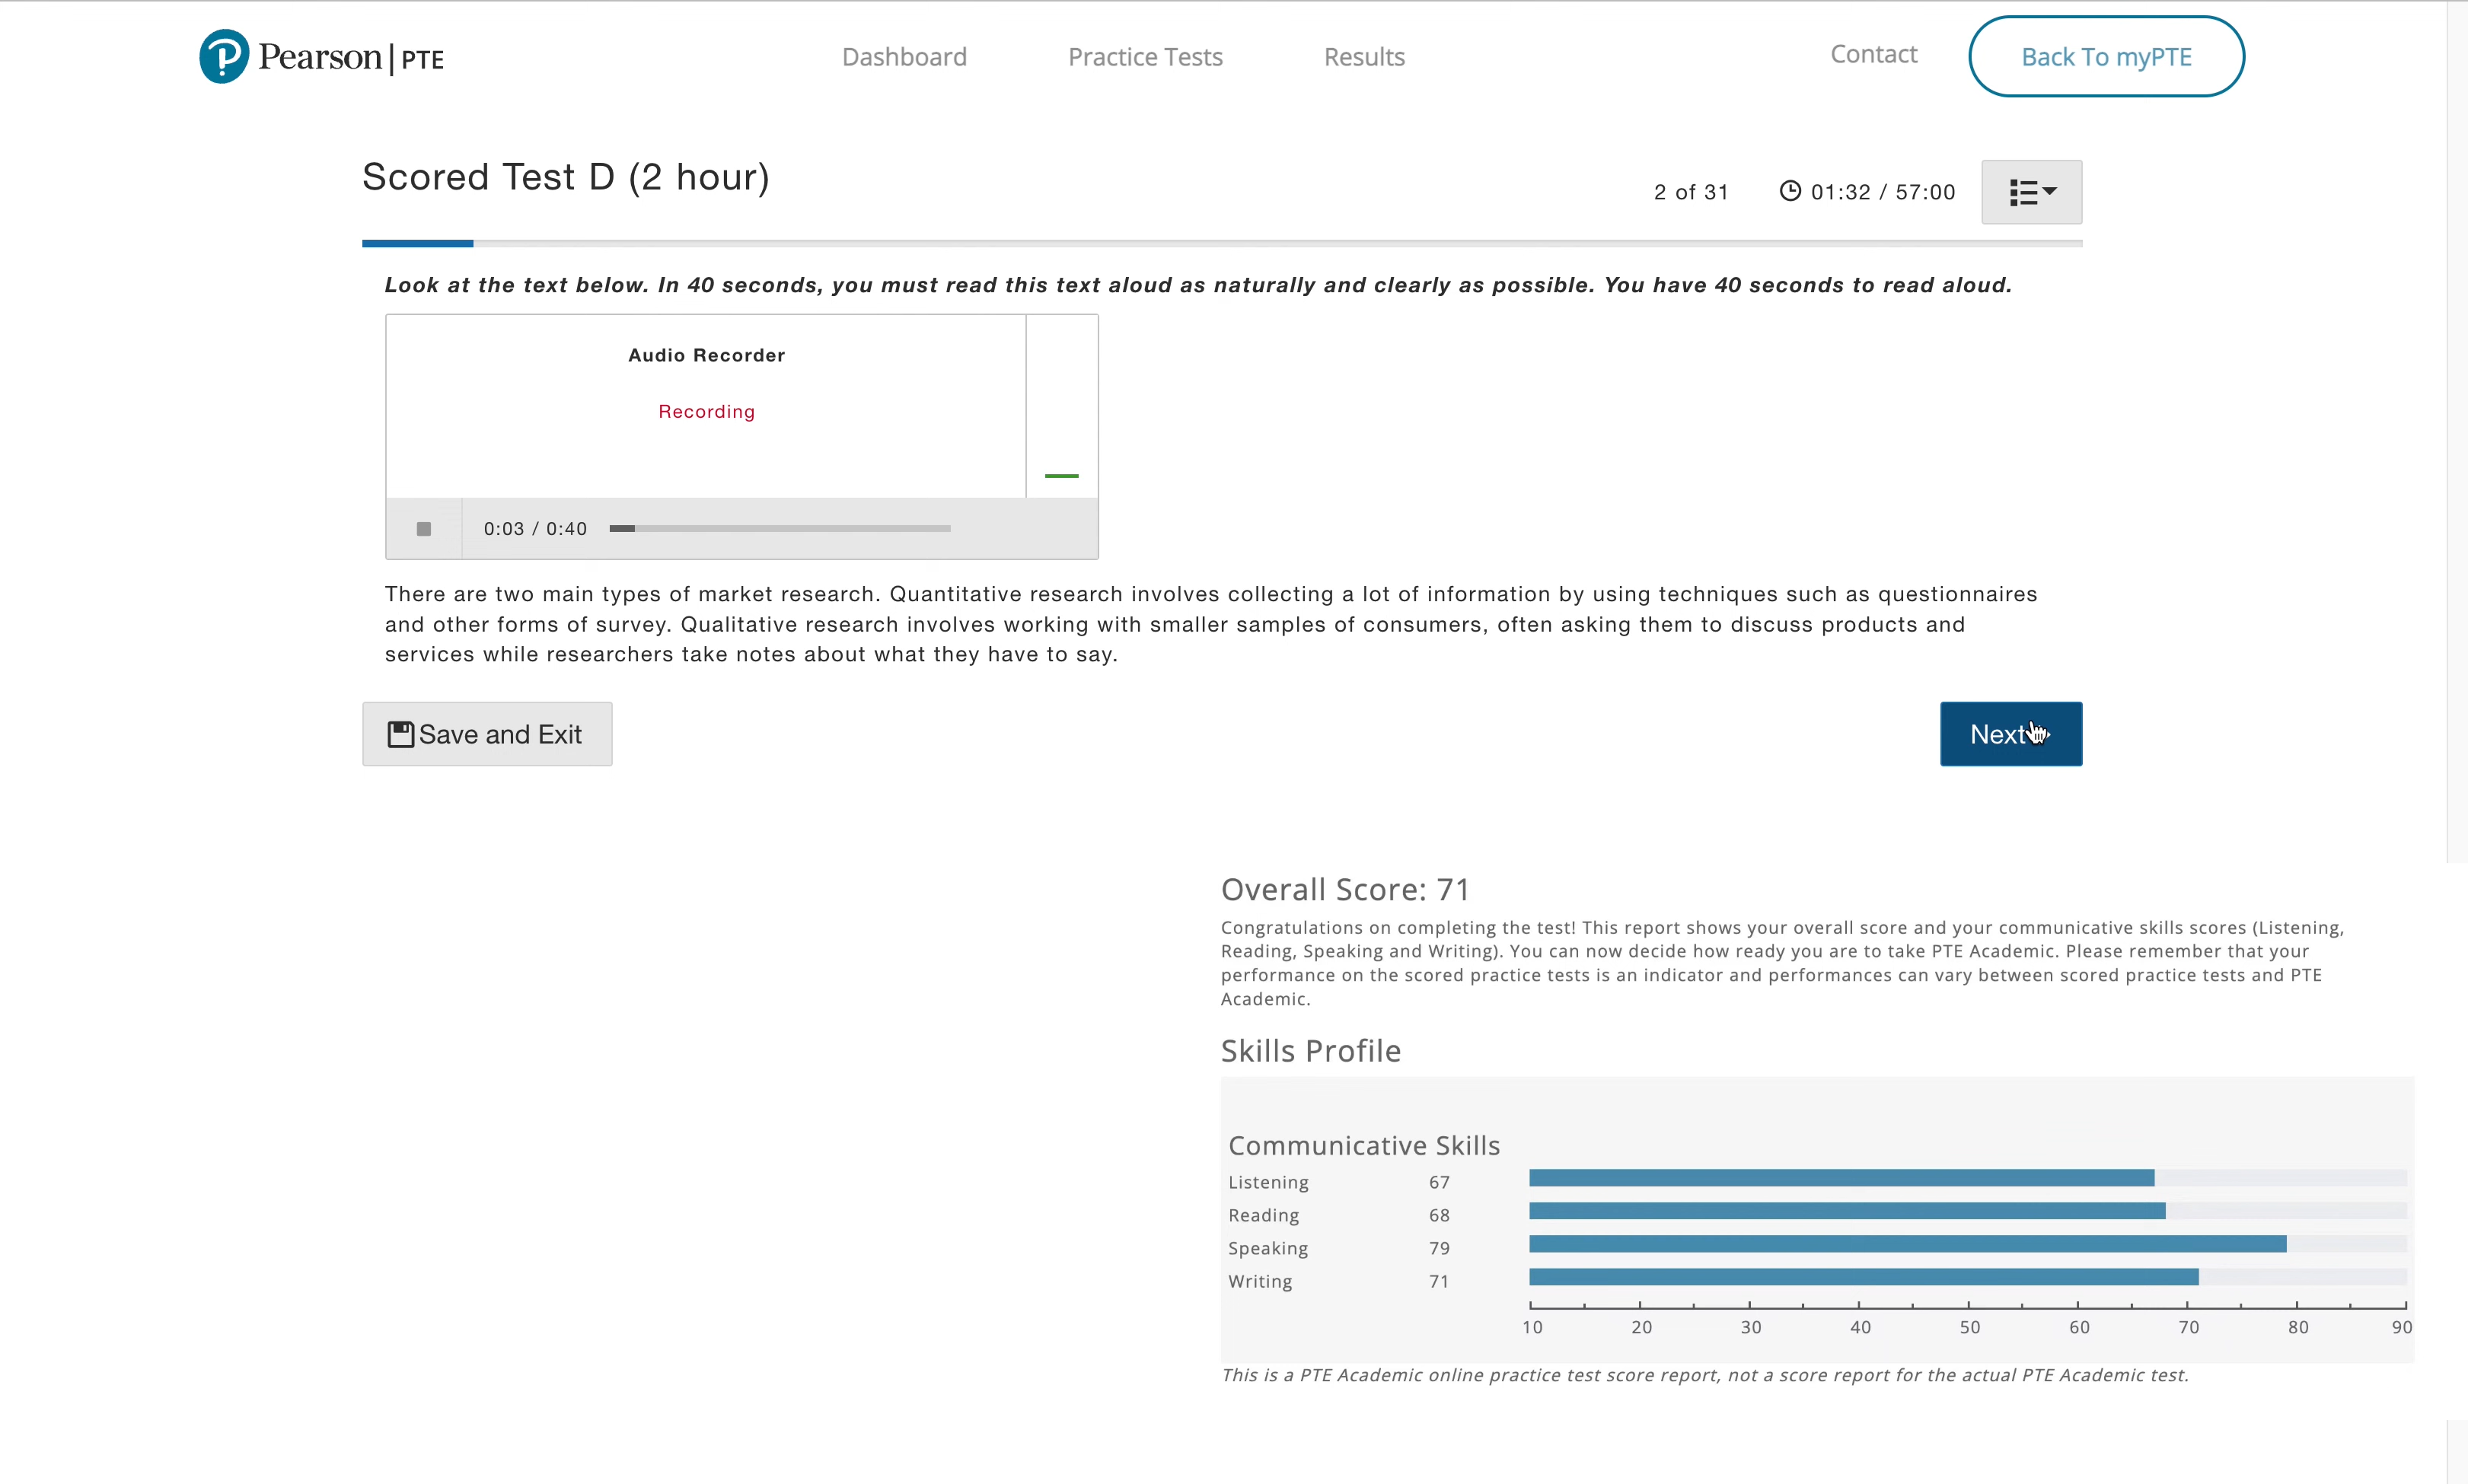 Pearson | PTE
Dashboard
Practice Tests
Results
Contact
Back To myPTE
Scored Test D (2 hour)
2 of 31
01:32 / 57:00
Look at the text below. In 40 seconds, you must read this text aloud as naturally and clearly as possible. You have 40 seconds to read aloud.
Audio Recorder
Recording
0:03 / 0:40
There are two main types of market research. Quantitative research involves collecting a lot of information by using techniques such as questionnaires
and other forms of survey. Qualitative research involves working with smaller samples of consumers, often asking them to discuss products and
services while researchers take notes about what they have to say.
Save and Exit
Next
Overall Score: 71
Congratulations on completing the test! This report shows your overall score and your communicative skills scores (Listening,
Reading, Speaking and Writing). You can now decide how ready you are to take PTE Academic. Please remember that your
performance on the scored practice tests is an indicator and performances can vary between scored practice tests and PTE
Academic.
Skills Profile
Communicative Skills
Listening 67
Reading 68
Speaking 79
Writing 71
10 20 30 40 50 60 70 80 90
This is a PTE Academic online practice test score report, not a score report for the actual PTE Academic test.